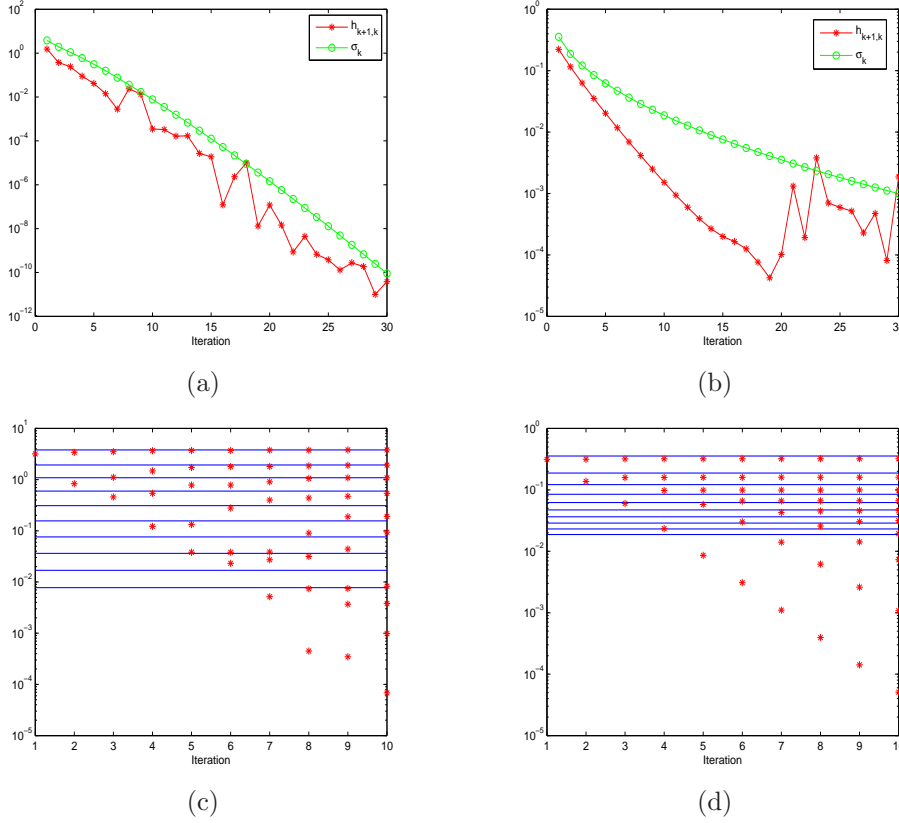 10^2
10^0
10^-2
10^-4
10^-6
10^-8
10^-10
10^-12
0 5 10 15 20 25 30
Iteration
h_{k+1,k}
σ_k
(a)
10^0
10^-1
10^-2
10^-3
10^-4
10^-5
0 5 10 15 20 25 3
Iteration
h_{k+1,k}
σ_k
(b)
10^1
10^0
10^-1
10^-2
10^-3
10^-4
10^-5
1 2 3 4 5 6 7 8 9 10
Iteration
(c)
10^0
10^-1
10^-2
10^-3
10^-4
10^-5
1 2 3 4 5 6 7 8 9 1
Iteration
(d)